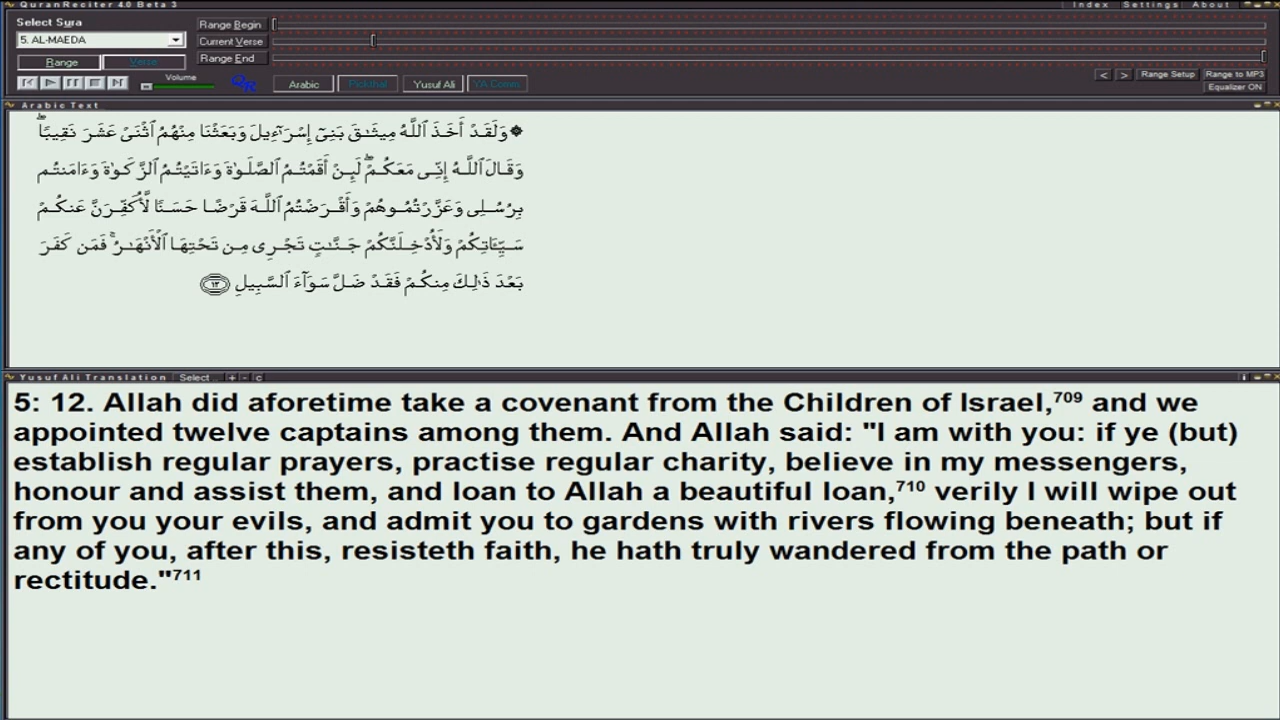 QuranReciter 4.0 Beta 3
Index Settings About
Select Sura
5. AL-MAEDA
Range Verse
Volume
Range Begin
Current Verse
Range End
QR
Arabic Pickthal Yusuf Ali YA Comm
< > Range Setup Range to MP3
Equalizer ON
Arabic Text
۞ وَلَقَدْ أَخَذَ ٱللَّهُ مِيثَـٰقَ بَنِىٓ إِسْرَٰٓءِيلَ وَبَعَثْنَا مِنْهُمُ ٱثْنَىْ عَشَرَ نَقِيبًا ۖ
وَقَالَ ٱللَّهُ إِنِّى مَعَكُمْ ۖ لَئِنْ أَقَمْتُمُ ٱلصَّلَوٰةَ وَءَاتَيْتُمُ ٱلزَّكَوٰةَ وَءَامَنتُم
بِرُسُلِى وَعَزَّرْتُمُوهُمْ وَأَقْرَضْتُمُ ٱللَّهَ قَرْضًا حَسَنًا لَّأُكَفِّرَنَّ عَنكُمْ
سَيِّـَٔاتِكُمْ وَلَأُدْخِلَنَّكُمْ جَنَّـٰتٍ تَجْرِى مِن تَحْتِهَا ٱلْأَنْهَـٰرُ ۚ فَمَن كَفَرَ
بَعْدَ ذَٰلِكَ مِنكُمْ فَقَدْ ضَلَّ سَوَآءَ ٱلسَّبِيلِ ١٢
Yusuf Ali Translation Select... + - c i
5: 12. Allah did aforetime take a covenant from the Children of Israel,709 and we
appointed twelve captains among them. And Allah said: "I am with you: if ye (but)
establish regular prayers, practise regular charity, believe in my messengers,
honour and assist them, and loan to Allah a beautiful loan,710 verily I will wipe out
from you your evils, and admit you to gardens with rivers flowing beneath; but if
any of you, after this, resisteth faith, he hath truly wandered from the path or
rectitude."711